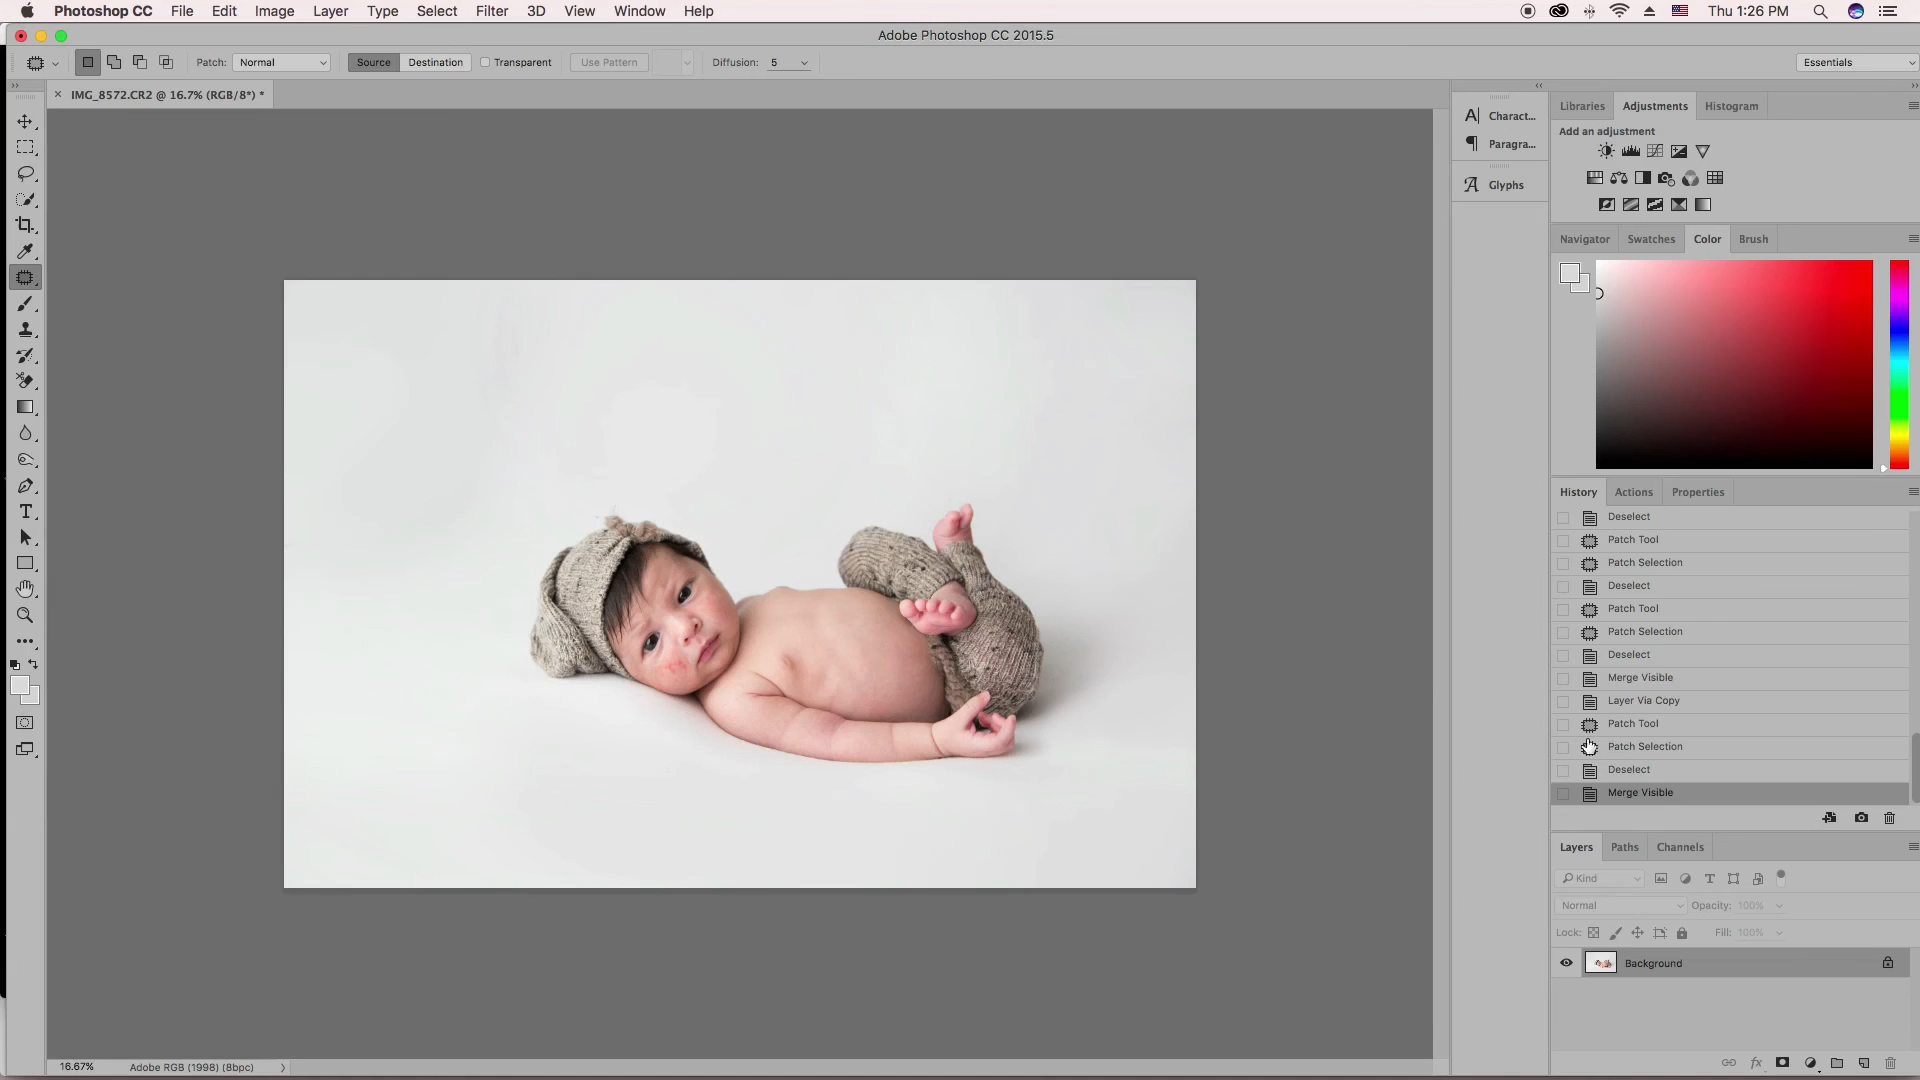 Photoshop CC File Edit Image Layer Type Select Filter 3D View Window Help Thu 1:26 PM
Adobe Photoshop CC 2015.5
Patch: Normal Source Destination Transparent Use Pattern Diffusion: 5 Essentials
× IMG_8572.CR2 @ 16.7% (RGB/8*) *
Charact...
Paragra...
Glyphs
Libraries Adjustments Histogram
Add an adjustment
Navigator Swatches Color Brush
History Actions Properties
Deselect
Patch Tool
Patch Selection
Deselect
Patch Tool
Patch Selection
Deselect
Merge Visible
Layer Via Copy
Patch Tool
Patch Selection
Deselect
Merge Visible
Layers Paths Channels
Kind
Normal Opacity: 100%
Lock: Fill: 100%
Background
fx
16.67% Adobe RGB (1998) (8bpc)